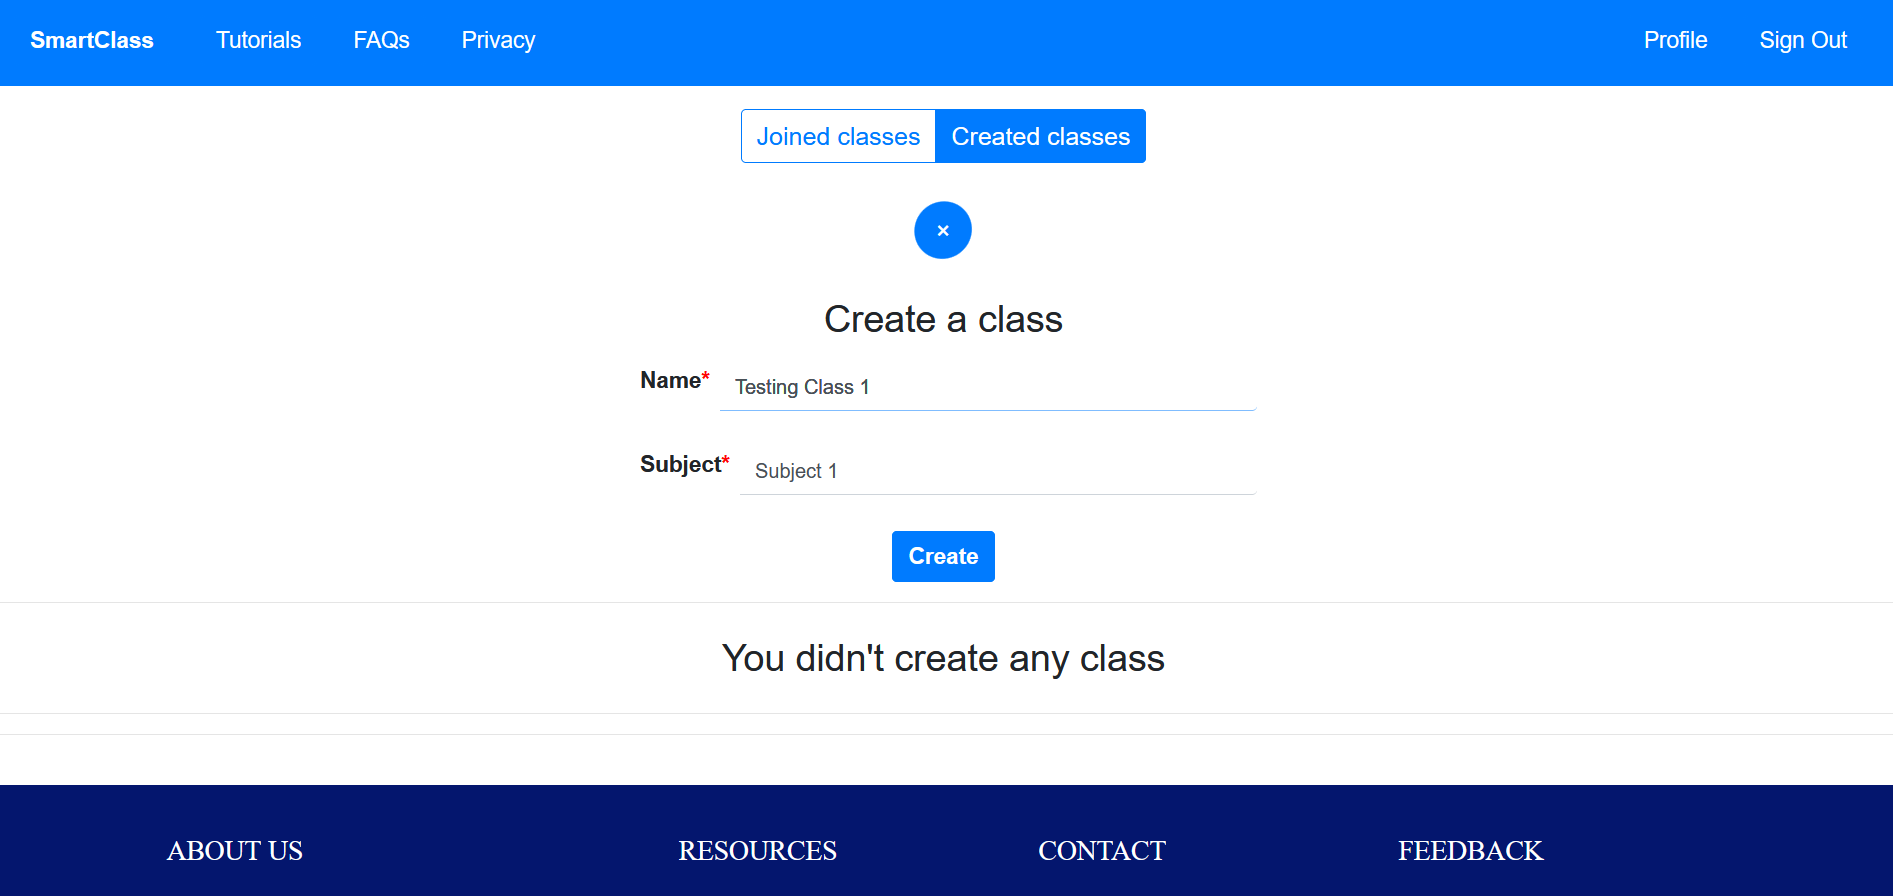 SmartClass Tutorials FAQs Privacy Profile Sign Out
Joined classes Created classes
×
Create a class
Name* Testing Class 1
Subject* Subject 1
Create
You didn't create any class
ABOUT US RESOURCES CONTACT FEEDBACK